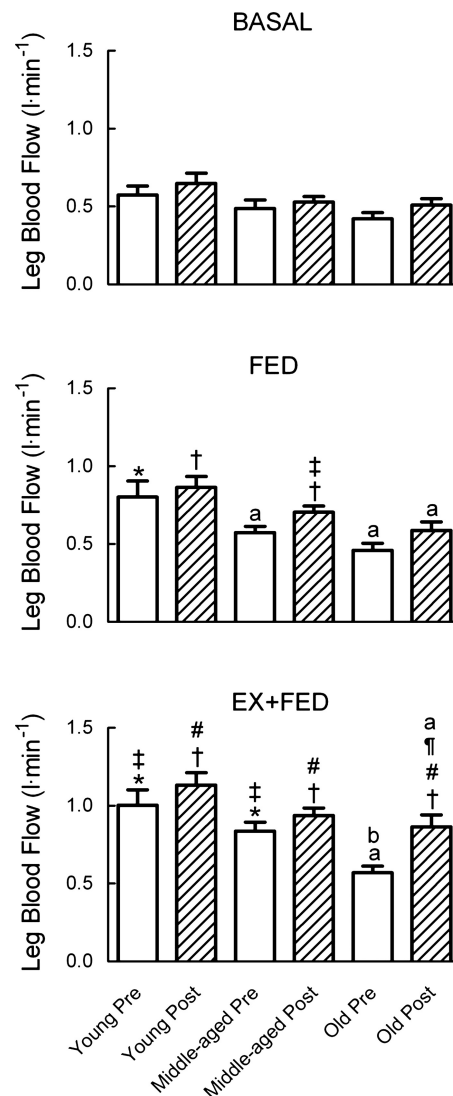 BASAL
Leg Blood Flow (l·min⁻¹)
1.5
1.0
0.5
0.0
FED
Leg Blood Flow (l·min⁻¹)
1.5
1.0
0.5
0.0
*
†
a
‡
†
a
a
EX+FED
Leg Blood Flow (l·min⁻¹)
1.5
1.0
0.5
0.0
‡
*
#
†
‡
*
#
†
b
a
a
¶
#
†
Young Pre
Young Post
Middle-aged Pre
Middle-aged Post
Old Pre
Old Post